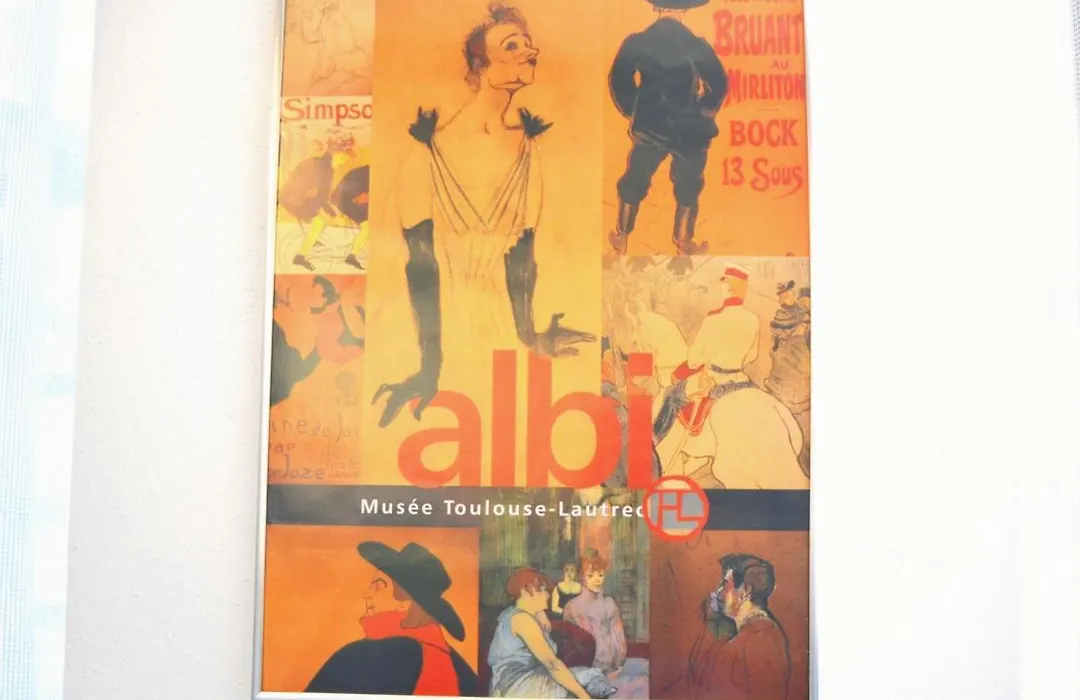 BRUANT
AU
MIRLITON
BOCK
13 Sous
Simpso
albi
Musée Toulouse-Lautrec